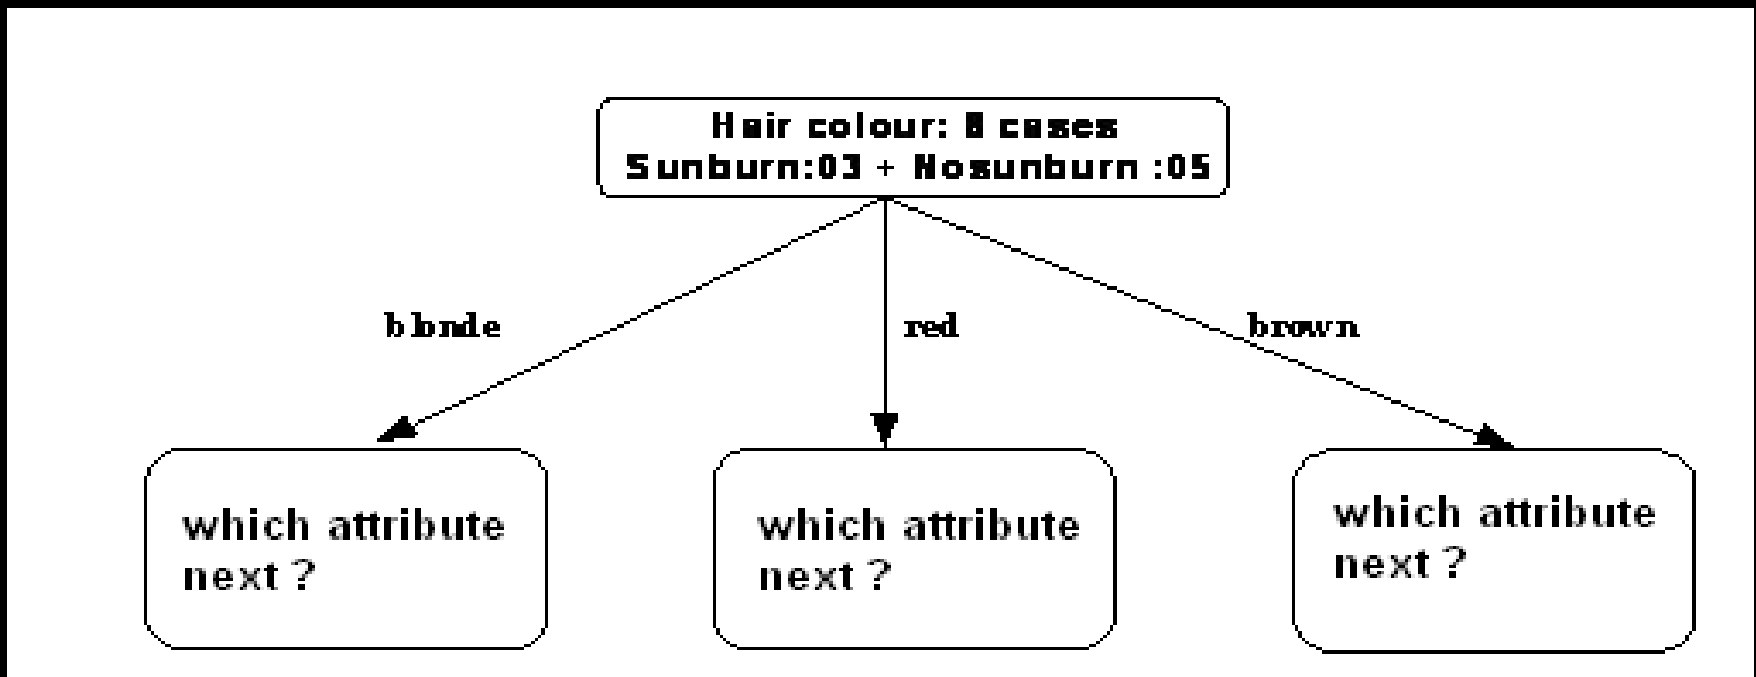 Hair colour: 8 cases
Sunburn:03 + Nosunburn :05
blonde
red
brown
which attribute
next ?
which attribute
next ?
which attribute
next ?